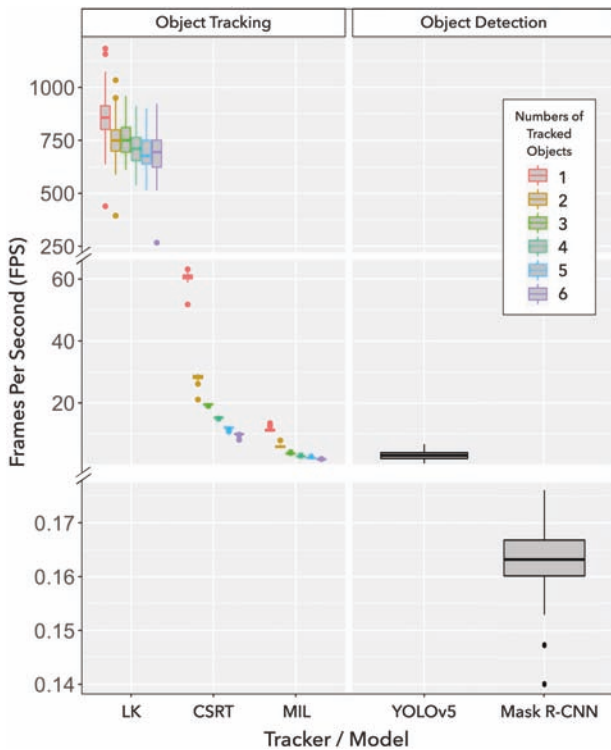 Object Tracking
Object Detection
Frames Per Second (FPS)
1000
750
500
250
60
40
20
0.17
0.16
0.15
0.14
Numbers of
Tracked
Objects
1
2
3
4
5
6
LK
CSRT
MIL
YOLOv5
Mask R-CNN
Tracker / Model